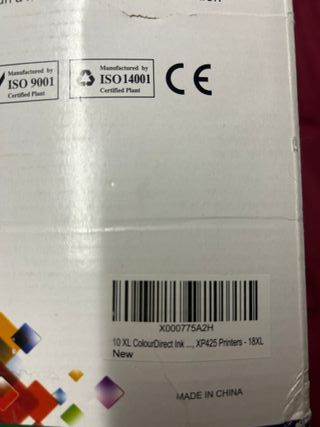 Manufactured by
ISO 9001
Certified Plant
Manufactured by
ISO14001
Certified Plant
CE
X000775A2H
10 XL ColourDirect Ink ..., XP425 Printers - 18XL
New
MADE IN CHINA